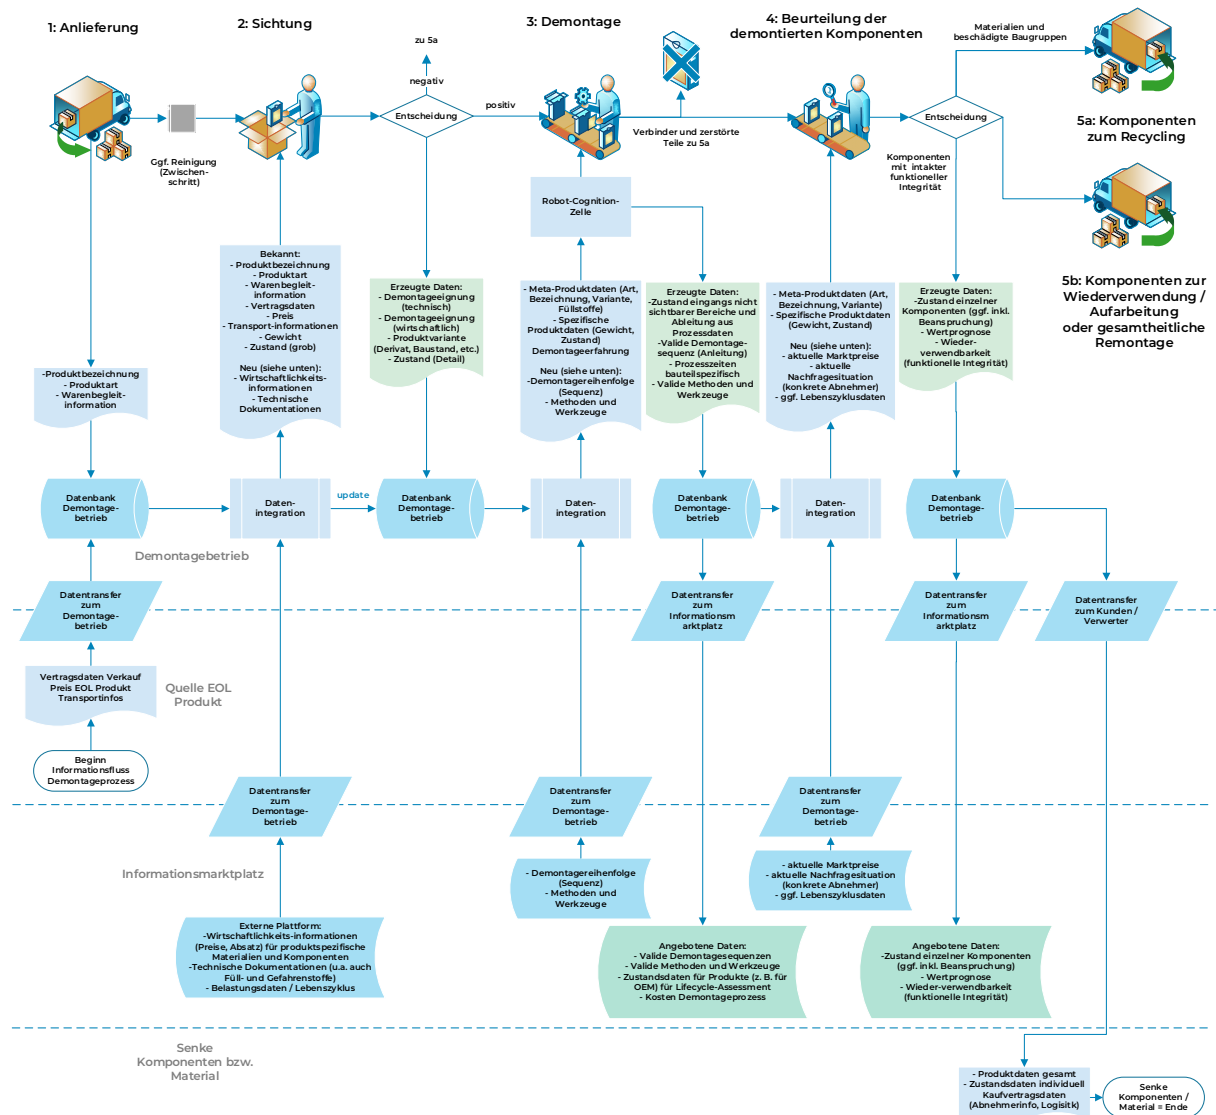 1: Anlieferung
2: Sichtung
3: Demontage
4: Beurteilung der
demontierten Komponenten
zu 5a
negativ
Entscheidung
positiv
Verbinder und zerstörte
Teile zu 5a
Ggf. Reinigung
(Zwischen-
schritt)
Materialien und
beschädigte Baugruppen
Entscheidung
Komponenten
mit intakter
funktioneller
Integrität
5a: Komponenten
zum Recycling
5b: Komponenten zur
Wiederverwendung /
Aufarbeitung
oder gesamtheitliche
Remontage
Robot-Cognition-
Zelle
-Produktbezeichnung
- Produktart
- Warenbegleit-
information
Bekannt:
- Produktbezeichnung
- Produktart
- Warenbegleit-
information
- Vertragsdaten
- Preis
- Transport-informationen
- Gewicht
- Zustand (grob)
Neu (siehe unten):
- Wirtschaftlichkeits-
informationen
- Technische
Dokumentationen
Erzeugte Daten:
- Demontageeignung
(technisch)
- Demontageeignung
(wirtschaftlich)
- Produktvariante
(Derivat, Baustand, etc.)
- Zustand (Detail)
- Meta-Produktdaten (Art,
Bezeichnung, Variante,
Füllstoffe)
- Spezifische
Produktdaten (Gewicht,
Zustand)
Demontageerfahrung
Neu (siehe unten):
-Demontagereihenfolge
(Sequenz)
- Methoden und
Werkzeuge
Erzeugte Daten:
-Zustand eingangs nicht
sichtbarer Bereiche und
Ableitung aus
Prozessdaten
-Valide Demontage-
sequenz (Anleitung)
- Prozesszeiten
bauteilspezifisch
- Valide Methoden und
Werkzeuge
- Meta-Produktdaten (Art,
Bezeichnung, Variante)
- Spezifische Produktdaten
(Gewicht, Zustand)
Neu (siehe unten):
- aktuelle Marktpreise
- aktuelle
Nachfragesituation
(konkrete Abnehmer)
- ggf. Lebenszyklusdaten
Erzeugte Daten:
-Zustand einzelner
Komponenten (ggf. inkl.
Beanspruchung)
- Wertprognose
- Wieder-
verwendbarkeit
(funktionelle Integrität)
Datenbank
Demontage-
betrieb
Daten-
integration
update
Datenbank
Demontage-
betrieb
Daten-
integration
Datenbank
Demontage-
betrieb
Daten-
integration
Datenbank
Demontage-
betrieb
Demontagebetrieb
Datentransfer
zum
Demontage-
betrieb
Datentransfer
zum
Informationsm
arktplatz
Datentransfer
zum
Informationsm
arktplatz
Datentransfer
zum Kunden /
Verwerter
Vertragsdaten Verkauf
Preis EOL Produkt
Transportinfos
Quelle EOL
Produkt
Beginn
Informationsfluss
Demontageprozess
Datentransfer
zum
Demontage-
betrieb
Datentransfer
zum
Demontage-
betrieb
Datentransfer
zum
Demontage-
betrieb
Informationsmarktplatz
- Demontagereihenfolge
(Sequenz)
- Methoden und
Werkzeuge
- aktuelle Marktpreise
- aktuelle Nachfragesituation
(konkrete Abnehmer)
- ggf. Lebenszyklusdaten
Externe Plattform:
-Wirtschaftlichkeits-informationen
(Preise, Absatz) für produktspezifische
Materialien und Komponenten
-Technische Dokumentationen (u.a. auch
Füll- und Gefahrenstoffe)
- Belastungsdaten / Lebenszyklus
Angebotene Daten:
- Valide Demontagesequenzen
- Valide Methoden und Werkzeuge
- Zustandsdaten für Produkte (z. B. für
OEM) für Lifecycle-Assessment
- Kosten Demontageprozess
Angebotene Daten:
-Zustand einzelner Komponenten
(ggf. inkl. Beanspruchung)
- Wertprognose
- Wieder-verwendbarkeit
(funktionelle Integrität)
Senke
Komponenten bzw.
Material
- Produktdaten gesamt
- Zustandsdaten individuell
Kaufvertragsdaten
(Abnehmerinfo, Logisitk)
Senke
Komponenten /
Material = Ende